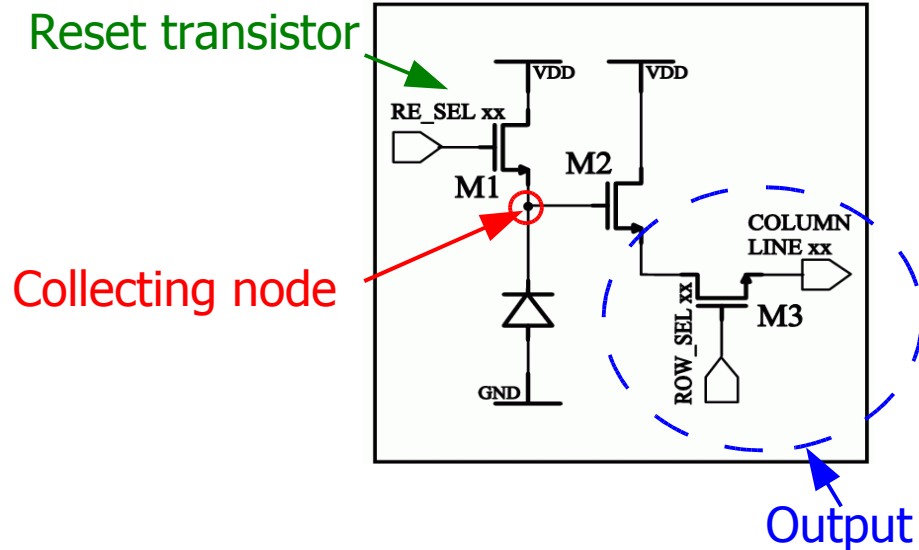 Reset transistor
VDD
VDD
RE_SEL xx
M1
M2
COLUMN
LINE xx
Collecting node
ROW_SEL xx
M3
GND
Output